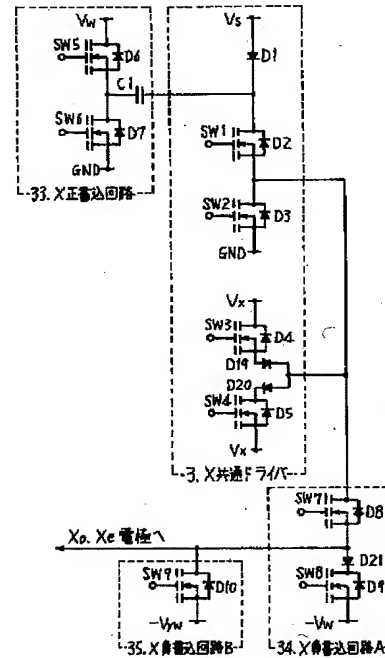 Vw
Vs
SW5
D6
D1
C1
SW6
D7
SW1
D2
GND
33. X正書込回路
SW2
D3
GND
Vx
SW3
D4
D19
D20
SW4
D5
Vx
3. X共通ドライバー
SW7
D8
Xo. Xe 電極へ
D21
SW9
D10
SW8
D9
-Vyw
-Vw
35. X負書込回路B
34. X負書込回路A